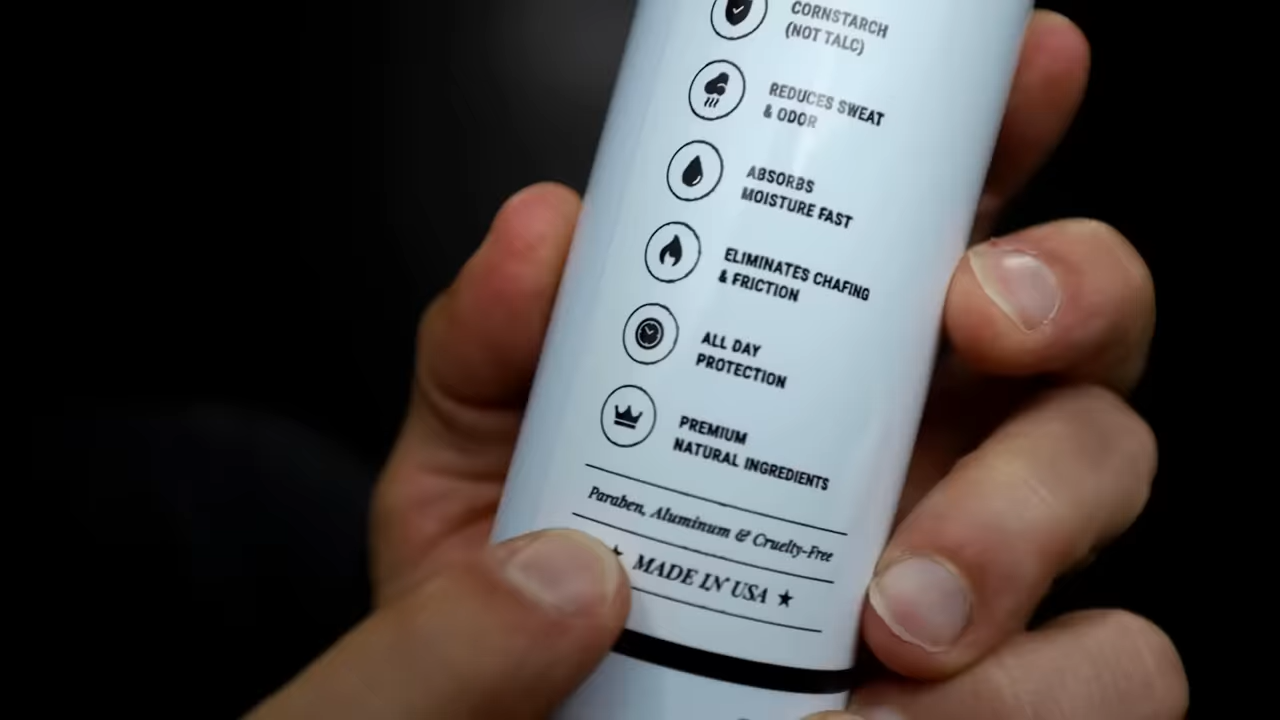 CORNSTARCH
(NOT TALC)
REDUCES SWEAT
& ODOR
ABSORBS
MOISTURE FAST
ELIMINATES CHAFING
& FRICTION
ALL DAY
PROTECTION
PREMIUM
NATURAL INGREDIENTS
Paraben, Aluminum & Cruelty-Free
★ MADE IN USA ★